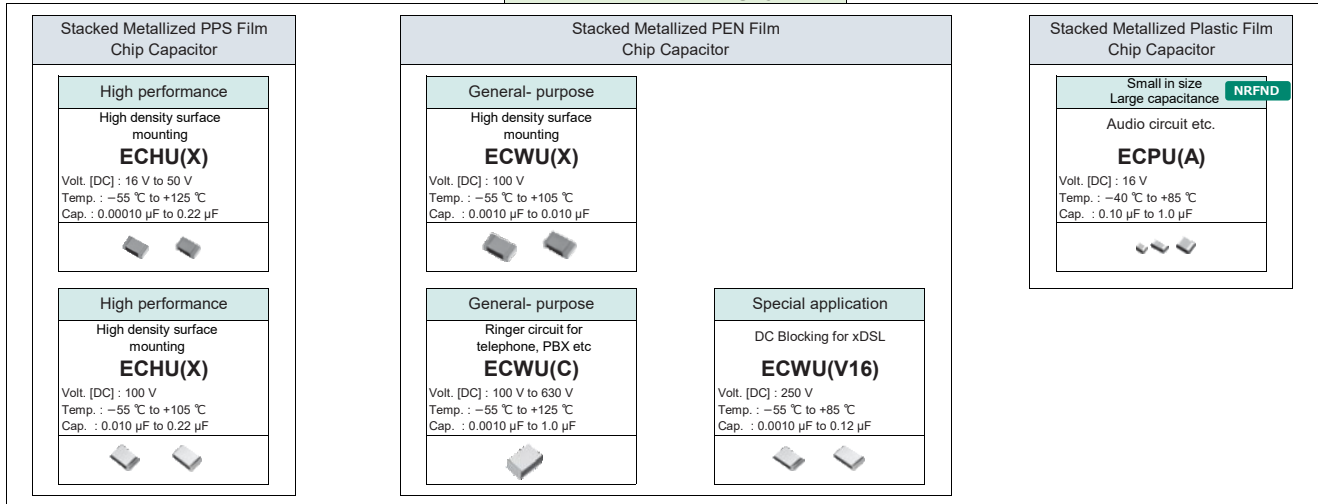 Stacked Metallized PPS Film
Chip Capacitor
High performance
High density surface
mounting
ECHU(X)
Volt. [DC] : 16 V to 50 V
Temp. : −55 ℃ to +125 ℃
Cap. : 0.00010 μF to 0.22 μF
High performance
High density surface
mounting
ECHU(X)
Volt. [DC] : 100 V
Temp. : −55 ℃ to +105 ℃
Cap. : 0.010 μF to 0.22 μF
Stacked Metallized PEN Film
Chip Capacitor
General- purpose
High density surface
mounting
ECWU(X)
Volt. [DC] : 100 V
Temp. : −55 ℃ to +105 ℃
Cap. : 0.0010 μF to 0.010 μF
General- purpose
Ringer circuit for
telephone, PBX etc
ECWU(C)
Volt. [DC] : 100 V to 630 V
Temp. : −55 ℃ to +125 ℃
Cap. : 0.0010 μF to 1.0 μF
Special application
DC Blocking for xDSL
ECWU(V16)
Volt. [DC] : 250 V
Temp. : −55 ℃ to +85 ℃
Cap. : 0.0010 μF to 0.12 μF
Stacked Metallized Plastic Film
Chip Capacitor
Small in size
Large capacitance
NRFND
Audio circuit etc.
ECPU(A)
Volt. [DC] : 16 V
Temp. : −40 ℃ to +85 ℃
Cap. : 0.10 μF to 1.0 μF